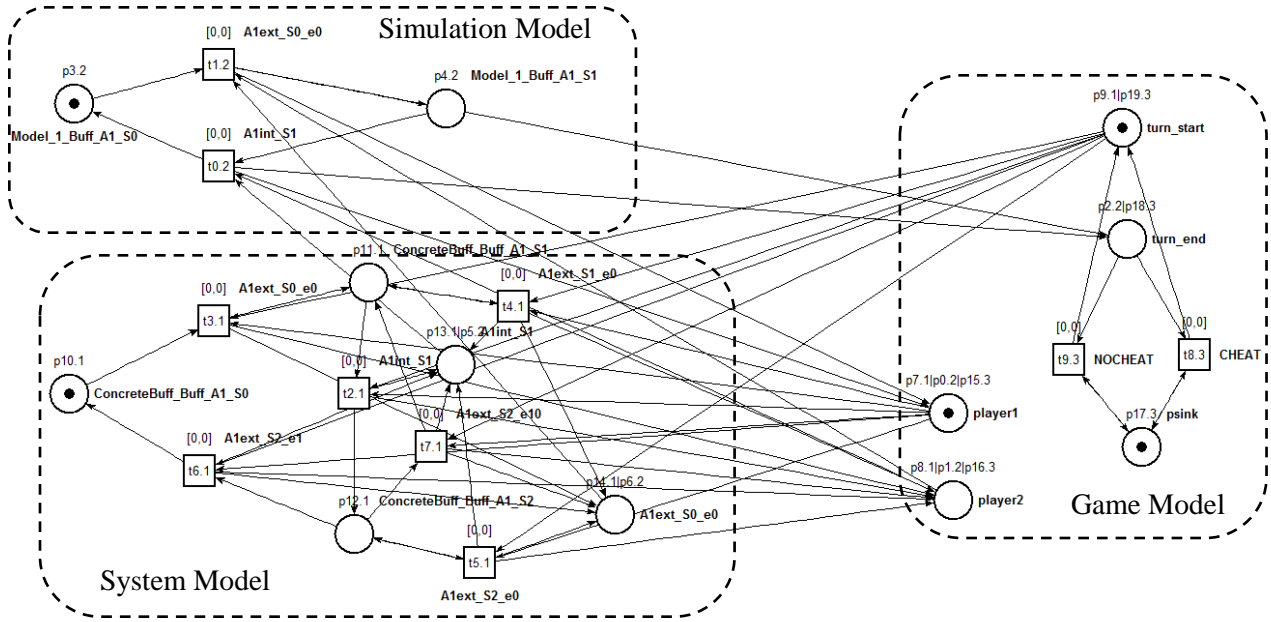 Simulation Model
[0,0] A1ext_S0_e0
t1.2
p3.2
Model_1_Buff_A1_S0
p4.2
Model_1_Buff_A1_S1
[0,0] A1int_S1
t0.2
p9.1|p19.3
turn_start
p2.2|p18.3
turn_end
[0,0]
t9.3 NOCHEAT
[0,0]
t8.3 CHEAT
p17.3 psink
p7.1|p0.2|p15.3
player1
p8.1|p1.2|p16.3
player2
Game Model
p11.1 ConcreteBuff_Buff_A1_S1
[0,0] A1ext_S0_e0
t3.1
[0,0] A1ext_S1_e0
t4.1
p13.1|p5.2 A1int_S1
p10.1
ConcreteBuff_Buff_A1_S0
[0,0] A1int_S1
t2.1
[0,0] A1ext_S2_e10
t7.1
[0,0] A1ext_S2_e1
t6.1
p12.1 ConcreteBuff_Buff_A1_S2
p14.1|p6.2
A1ext_S0_e0
[0,0]
t5.1
A1ext_S2_e0
System Model